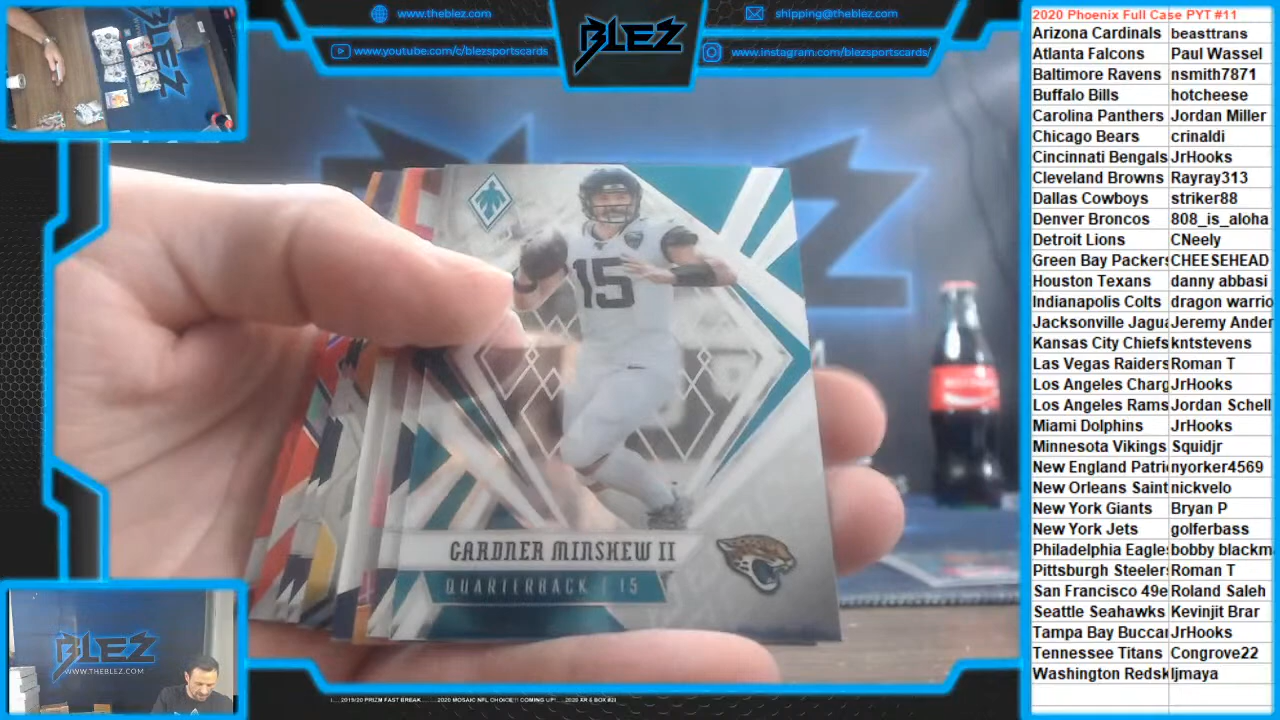 www.theblez.com
shipping@theblez.com
www.youtube.com/c/blezsportscards
www.instagram.com/blezsportscards/
BLEZ
2020 Phoenix Full Case PYT #11
Arizona Cardinals beasttrans
Atlanta Falcons Paul Wassel
Baltimore Ravens nsmith7871
Buffalo Bills hotcheese
Carolina Panthers Jordan Miller
Chicago Bears crinaldi
Cincinnati Bengals JrHooks
Cleveland Browns Rayray313
Dallas Cowboys striker88
Denver Broncos 808_is_aloha
Detroit Lions CNeely
Green Bay Packers CHEESEHEAD
Houston Texans danny abbasi
Indianapolis Colts dragon warrio
Jacksonville Jagua Jeremy Ander
Kansas City Chiefs kntstevens
Las Vegas Raiders Roman T
Los Angeles Charg JrHooks
Los Angeles Rams Jordan Schell
Miami Dolphins JrHooks
Minnesota Vikings Squidjr
New England Patri nyorker4569
New Orleans Saint nickvelo
New York Giants Bryan P
New York Jets golferbass
Philadelphia Eagle bobby blackm
Pittsburgh Steelers Roman T
San Francisco 49e Roland Saleh
Seattle Seahawks Kevinjit Brar
Tampa Bay Bucca JrHooks
Tennessee Titans Congrove22
Washington Redsk ljmaya
15
GARDNER MINSHEW II
QUARTERBACK | 15
BLEZ
WWW.THEBLEZ.COM
2019/20 PRIZM FAST BREAK
2020 MOSAIC NFL CHOICE!!! COMING UP!